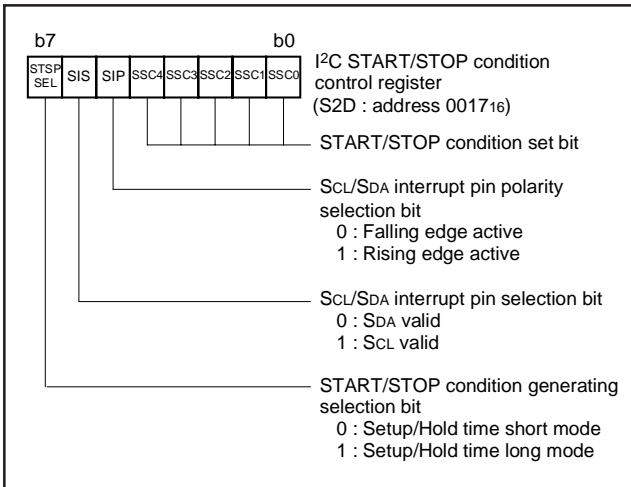 b7 b0
STSP SEL SIS SIP SSC4 SSC3 SSC2 SSC1 SSC0
I2C START/STOP condition
control register
(S2D : address 001716)
START/STOP condition set bit
SCL/SDA interrupt pin polarity
selection bit
0 : Falling edge active
1 : Rising edge active
SCL/SDA interrupt pin selection bit
0 : SDA valid
1 : SCL valid
START/STOP condition generating
selection bit
0 : Setup/Hold time short mode
1 : Setup/Hold time long mode